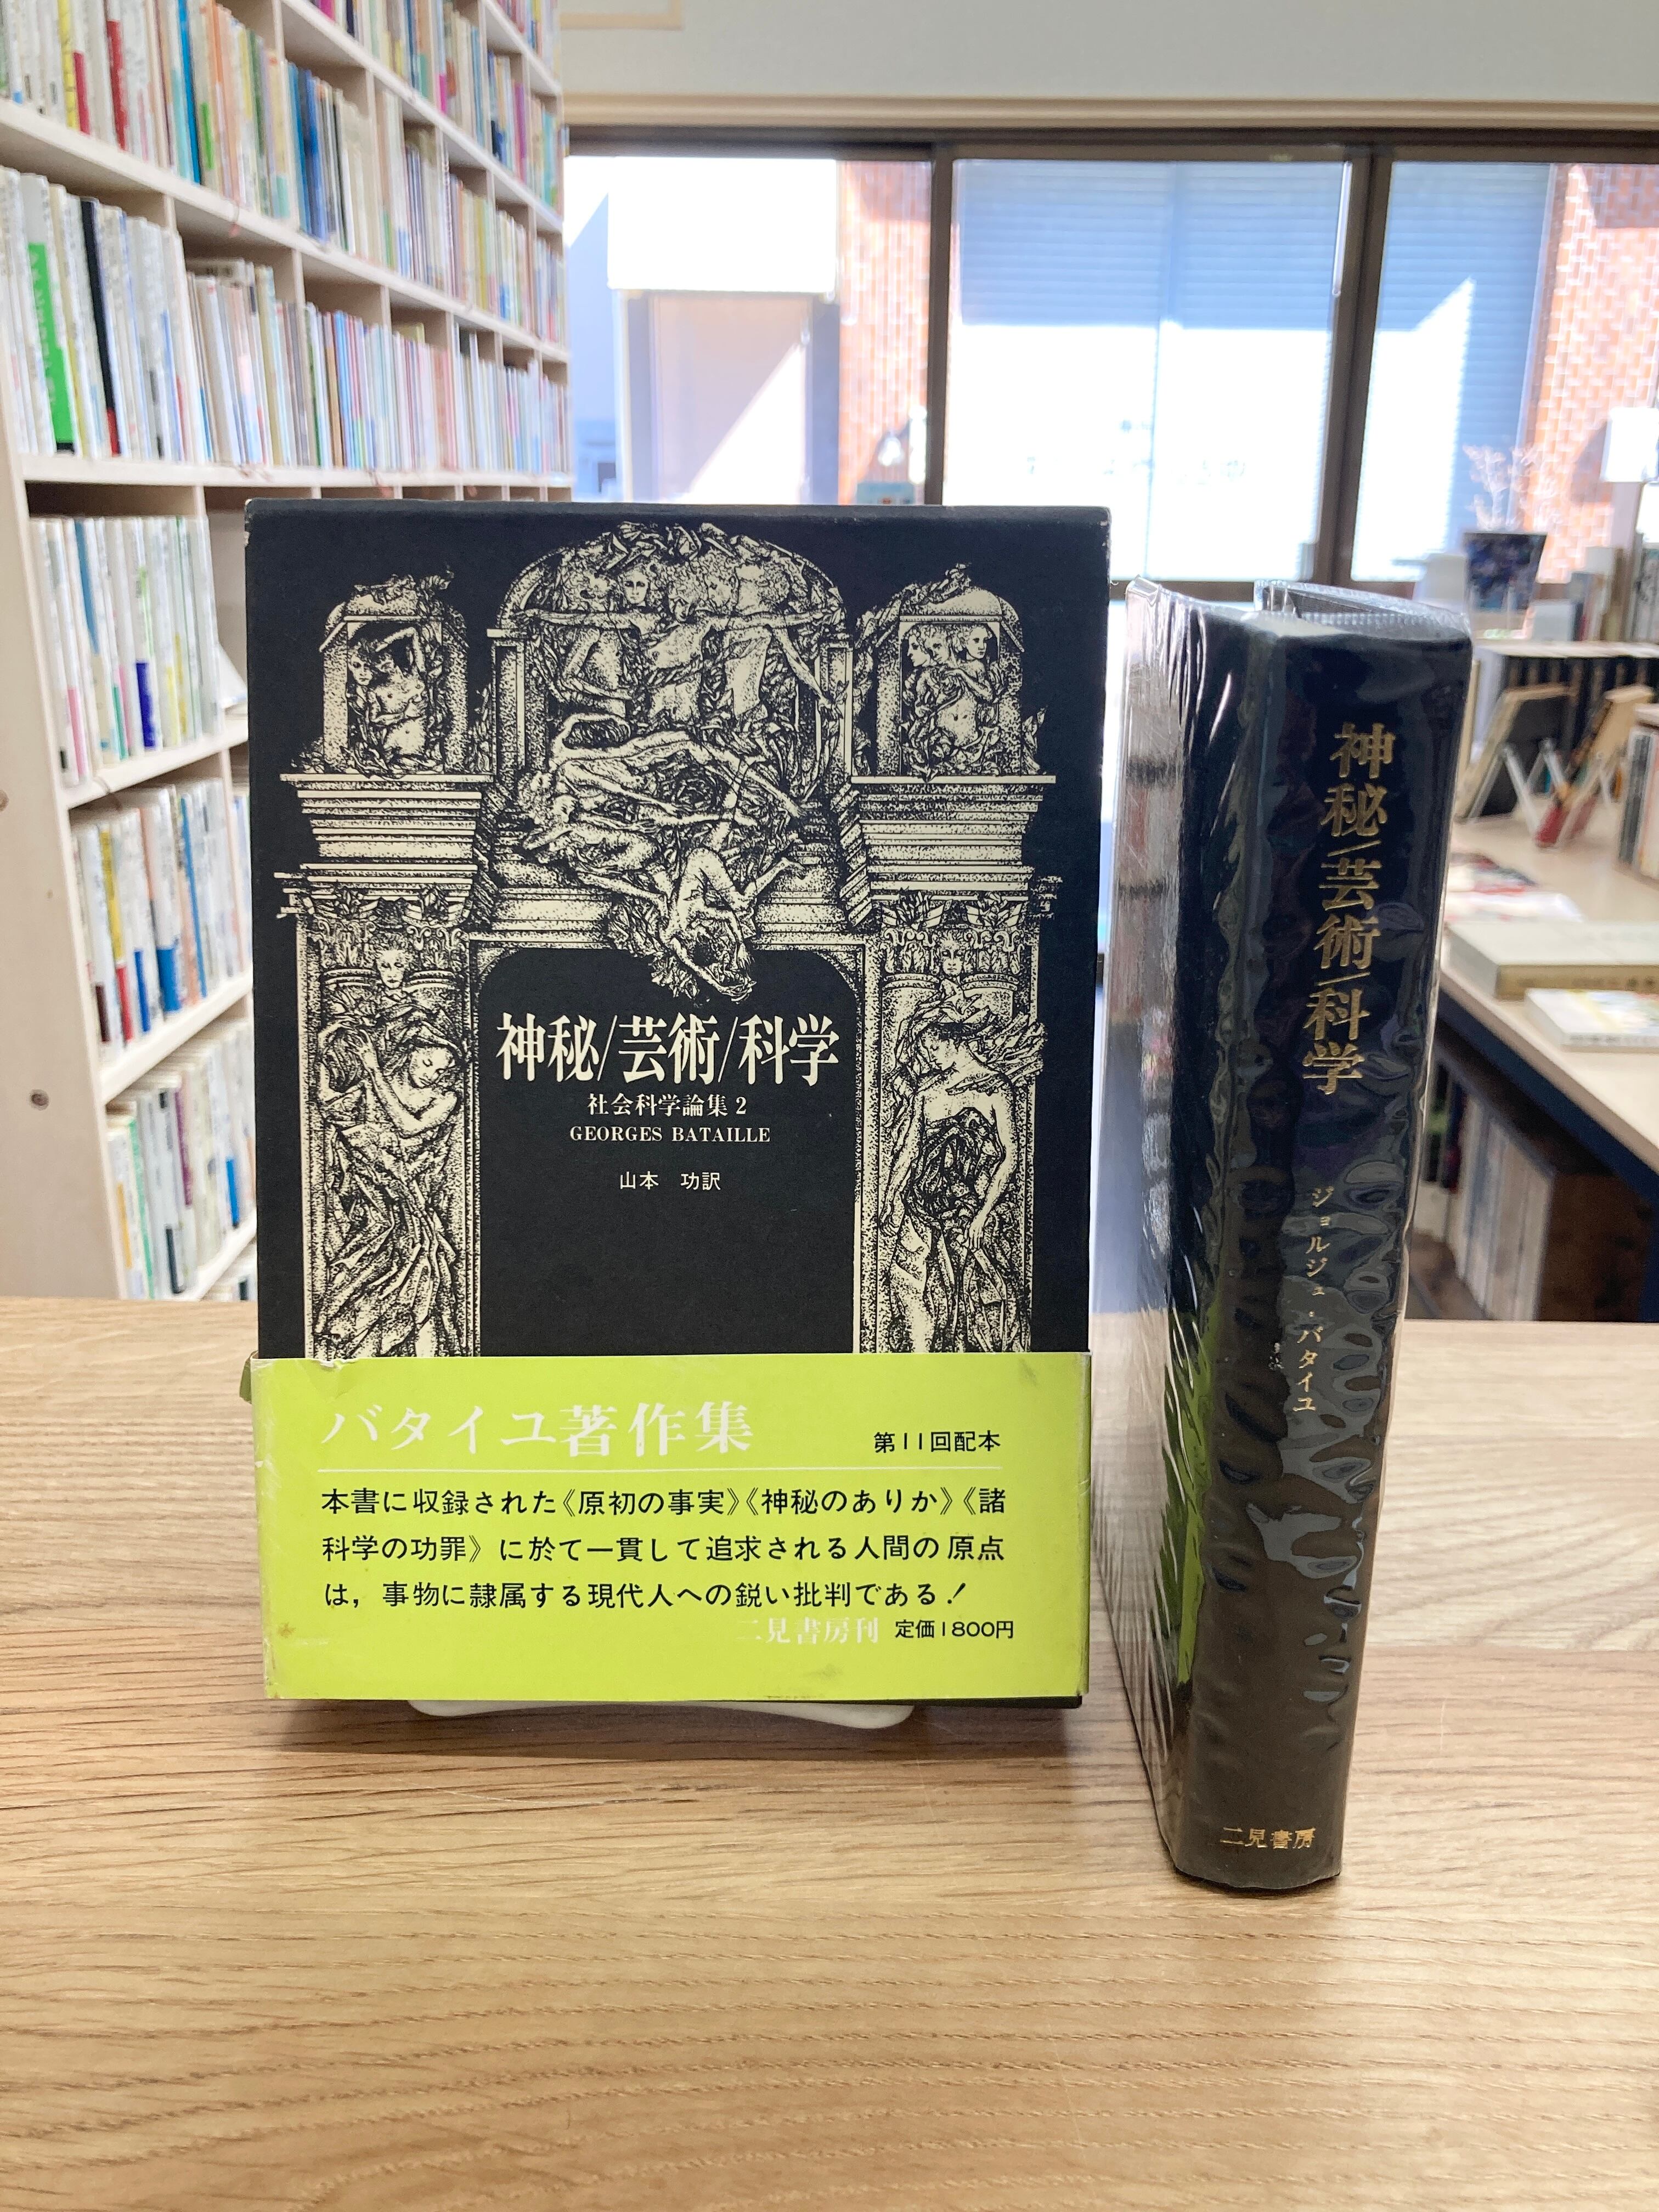 神秘/芸術/科学
社会科学論集 2
GEORGES BATAILLE
山本 功訳
バタイユ著作集
第11回配本
本書に収録された《原初の事実》《神秘のありか》《諸
科学の功罪》に於て一貫して追求される人間の原点
は，事物に隷属する現代人への鋭い批判である！
二見書房刊 定価1800円
神秘/芸術/科学
ジョルジュ・バタイユ
二見書房